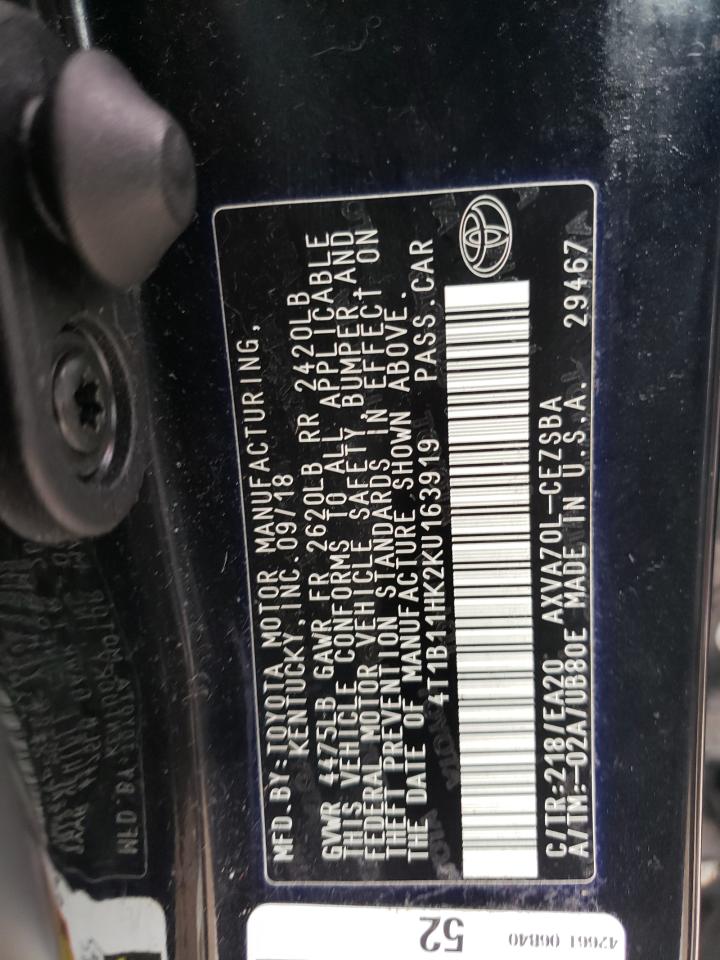 MFD.BY:TOYOTA MOTOR MANUFACTURING,
KENTUCKY,INC. 09/18
GVWR 4475LB GAWR FR 2620LB RR 2420LB
THIS VEHICLE CONFORMS TO ALL APPLICABLE
FEDERAL MOTOR VEHICLE SAFETY, BUMPER, AND
THEFT PREVENTION STANDARDS IN EFFECT ON
THE DATE OF MANUFACTURE SHOWN ABOVE.
4T1B11HK2KU163919 PASS.CAR
C/TR:218/EA20 AXVA70L-CEZSBA
A/TM:-02A/UB80E MADE IN U.S.A. 29467
52
42661 06B40